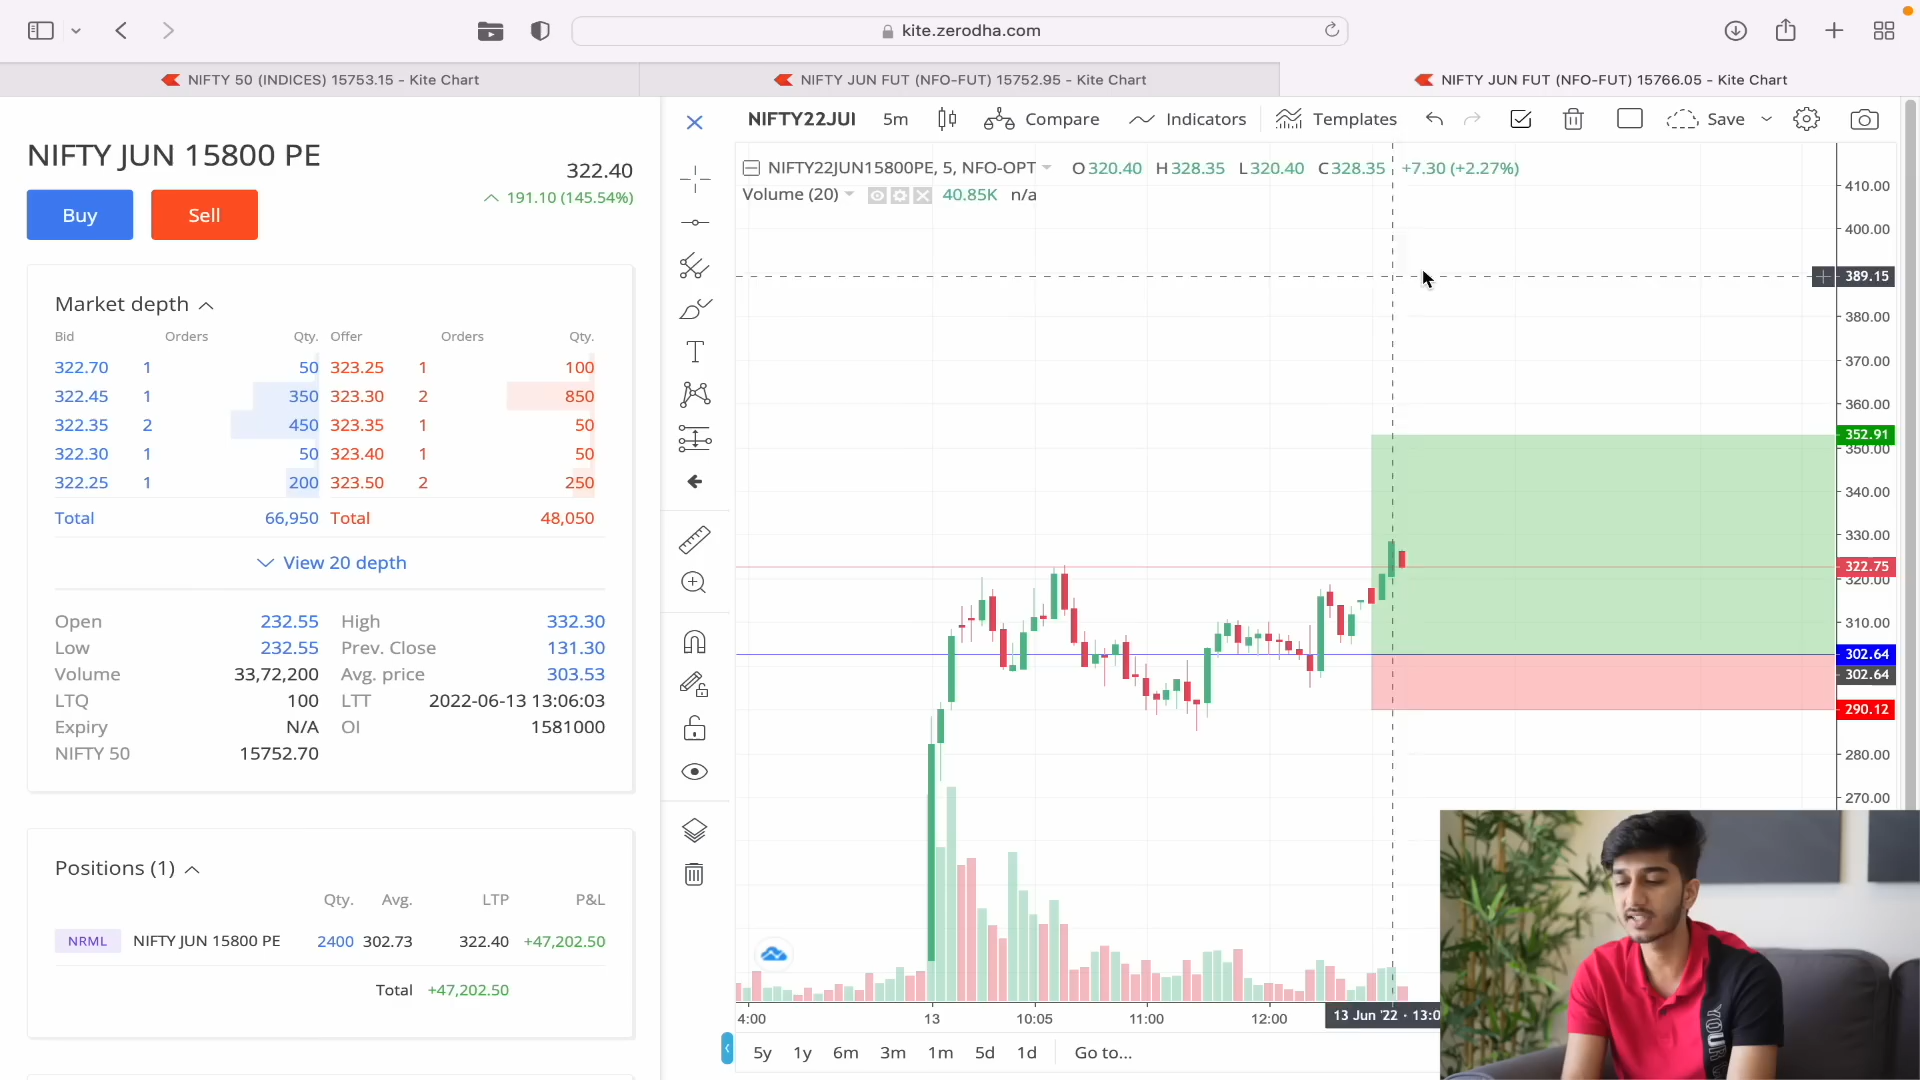 kite.zerodha.com
NIFTY 50 (INDICES) 15753.15 - Kite Chart
NIFTY JUN FUT (NFO-FUT) 15752.95 - Kite Chart
NIFTY JUN FUT (NFO-FUT) 15766.05 - Kite Chart
NIFTY JUN 15800 PE
322.40
191.10 (145.54%)
Buy Sell
Market depth
Bid Orders Qty. Offer Orders Qty.
322.70 1 50 323.25 1 100
322.45 1 350 323.30 2 850
322.35 2 450 323.35 1 50
322.30 1 50 323.40 1 50
322.25 1 200 323.50 2 250
Total 66,950 Total 48,050
View 20 depth
Open 232.55 High 332.30
Low 232.55 Prev. Close 131.30
Volume 33,72,200 Avg. price 303.53
LTQ 100 LTT 2022-06-13 13:06:03
Expiry N/A OI 1581000
NIFTY 50 15752.70
Positions (1)
Qty. Avg. LTP P&L
NRML NIFTY JUN 15800 PE 2400 302.73 322.40 +47,202.50
Total +47,202.50
NIFTY22JUI 5m Compare Indicators Templates Save
NIFTY22JUN15800PE, 5, NFO-OPT O320.40 H328.35 L320.40 C328.35 +7.30 (+2.27%)
Volume (20) 40.85K n/a
410.00
400.00
389.15
380.00
370.00
360.00
352.91
350.00
340.00
330.00
322.75
320.00
310.00
302.64
302.64
290.12
280.00
270.00
4:00 13 10:05 11:00 12:00 13 Jun '22 · 13:0
5y 1y 6m 3m 1m 5d 1d Go to...